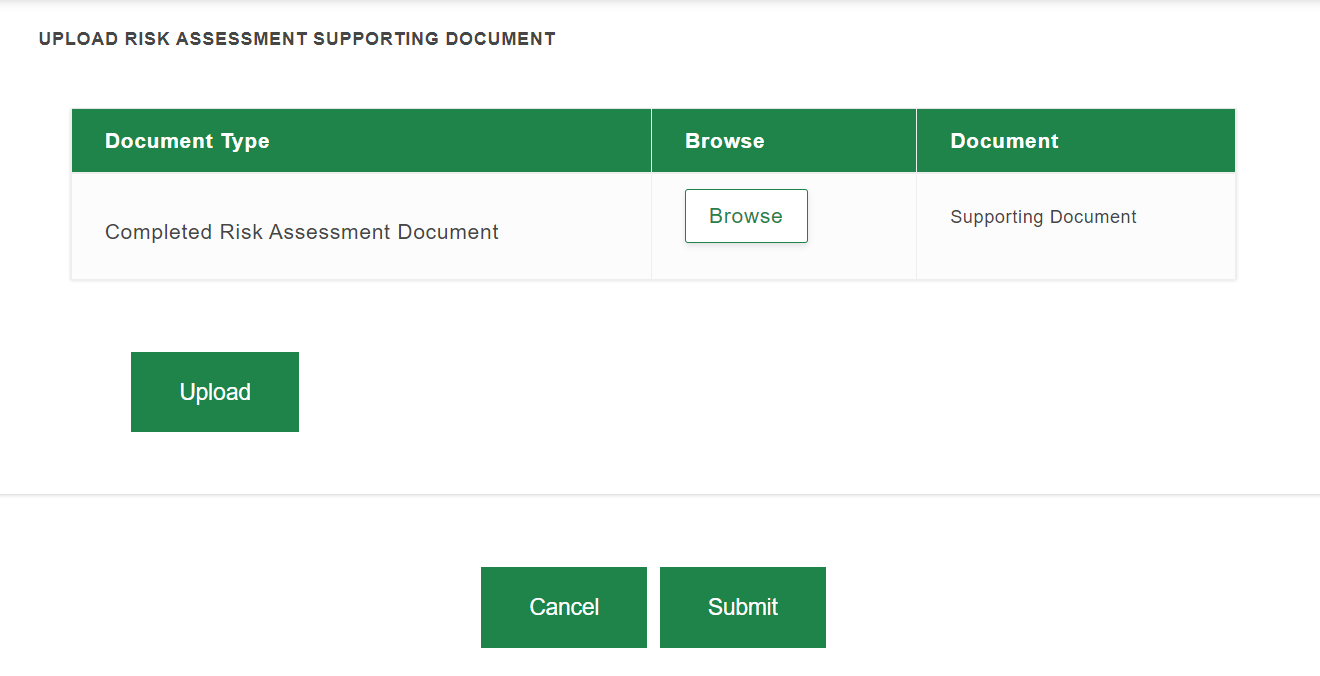 UPLOAD RISK ASSESSMENT SUPPORTING DOCUMENT
Document Type Browse Document
Completed Risk Assessment Document Browse Supporting Document
Upload
Cancel Submit